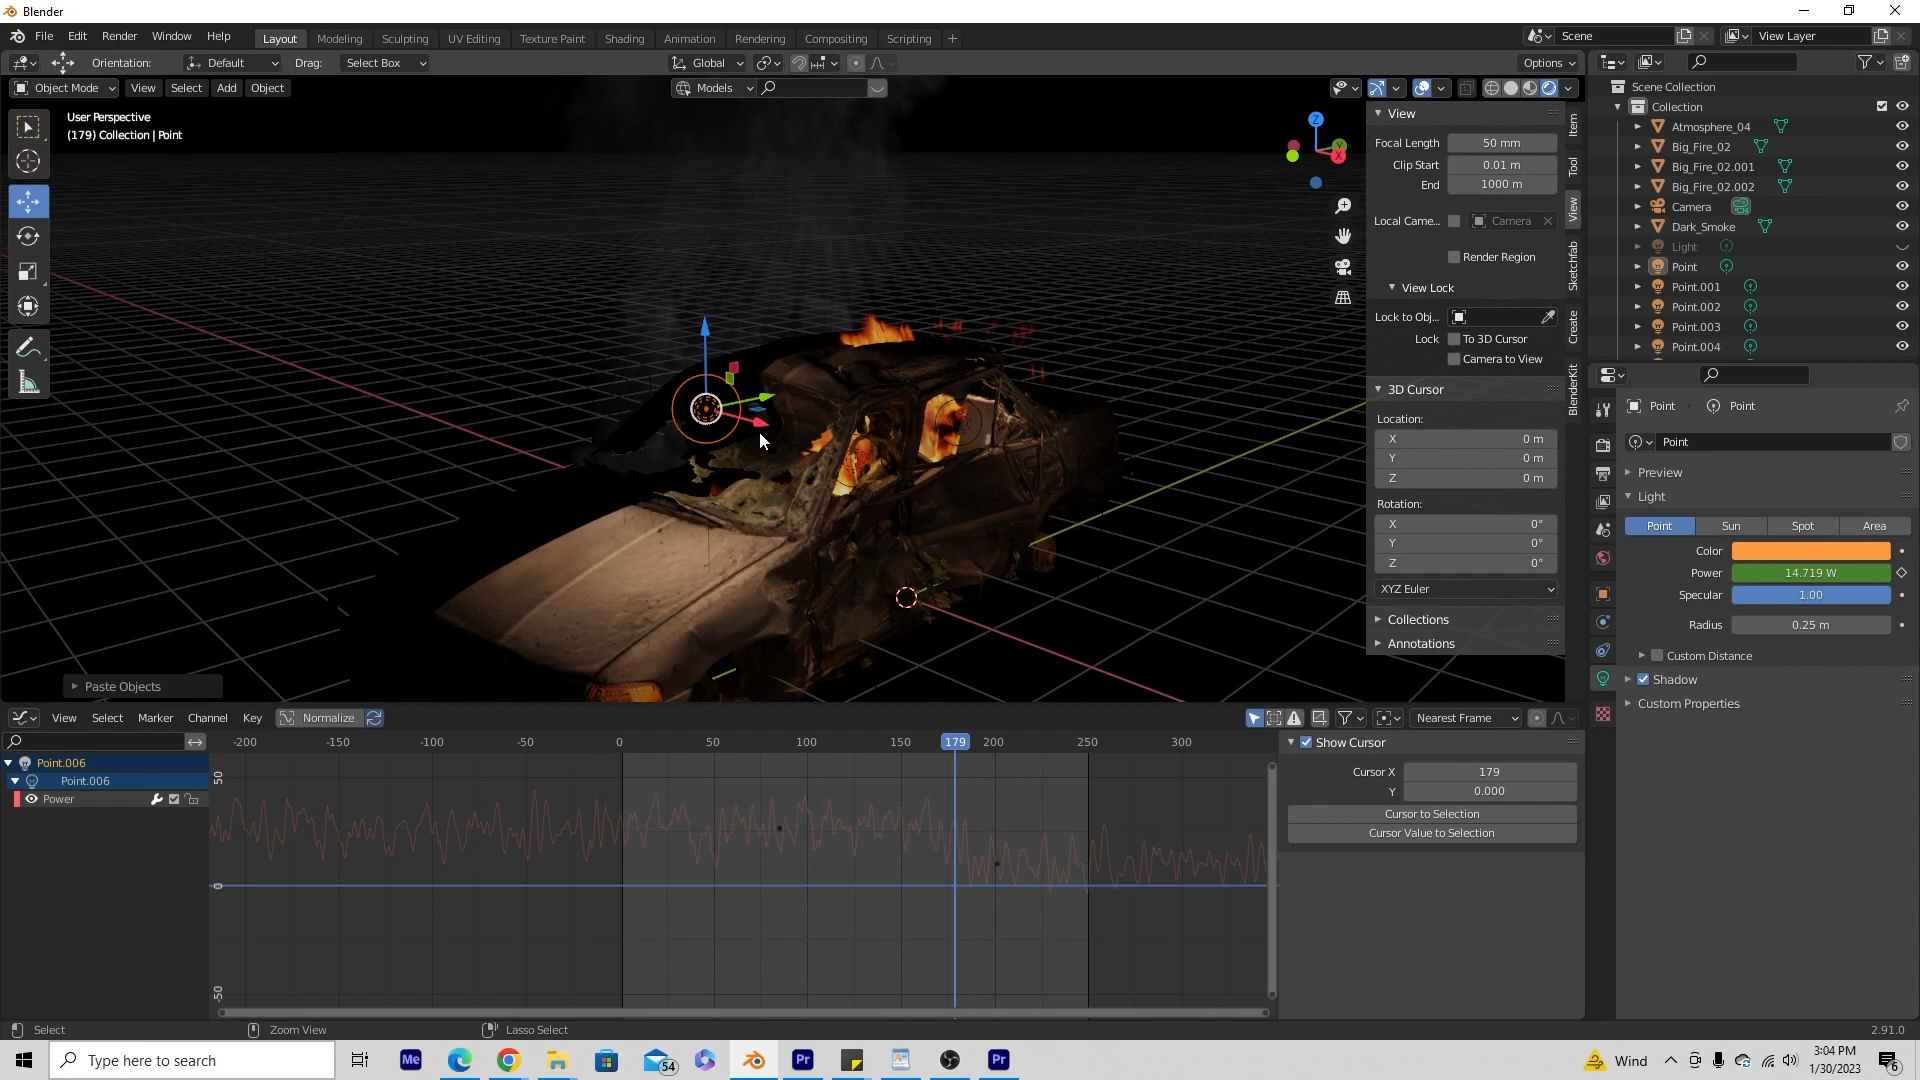 Blender
File Edit Render Window Help Layout Modeling Sculpting UV Editing Texture Paint Shading Animation Rendering Compositing Scripting + Scene View Layer
Orientation: Default Drag: Select Box Global Options
Object Mode View Select Add Object Models
User Perspective
(179) Collection | Point
Z
Y
X
View
Focal Length 50 mm
Clip Start 0.01 m
End 1000 m
Local Came... Camera
Render Region
View Lock
Lock to Obj...
Lock To 3D Cursor
Camera to View
3D Cursor
Location:
X 0 m
Y 0 m
Z 0 m
Rotation:
X 0°
Y 0°
Z 0°
XYZ Euler
Collections
Annotations
Item
Tool
View
Sketchfab
Create
BlenderKit
Scene Collection
Collection
Atmosphere_04
Big_Fire_02
Big_Fire_02.001
Big_Fire_02.002
Camera
Dark_Smoke
Light
Point
Point.001
Point.002
Point.003
Point.004
Point Point
Point
Preview
Light
Point Sun Spot Area
Color
Power 14.719 W
Specular 1.00
Radius 0.25 m
Custom Distance
Shadow
Custom Properties
Paste Objects
View Select Marker Channel Key Normalize Nearest Frame
-200 -150 -100 -50 0 50 100 150 179 200 250 300
Point.006
Point.006
Power
50
0
-50
Show Cursor
Cursor X 179
Y 0.000
Cursor to Selection
Cursor Value to Selection
Select Zoom View Lasso Select 2.91.0
Type here to search Me 54 Pr Pr Wind 3:04 PM
1/30/2023 6